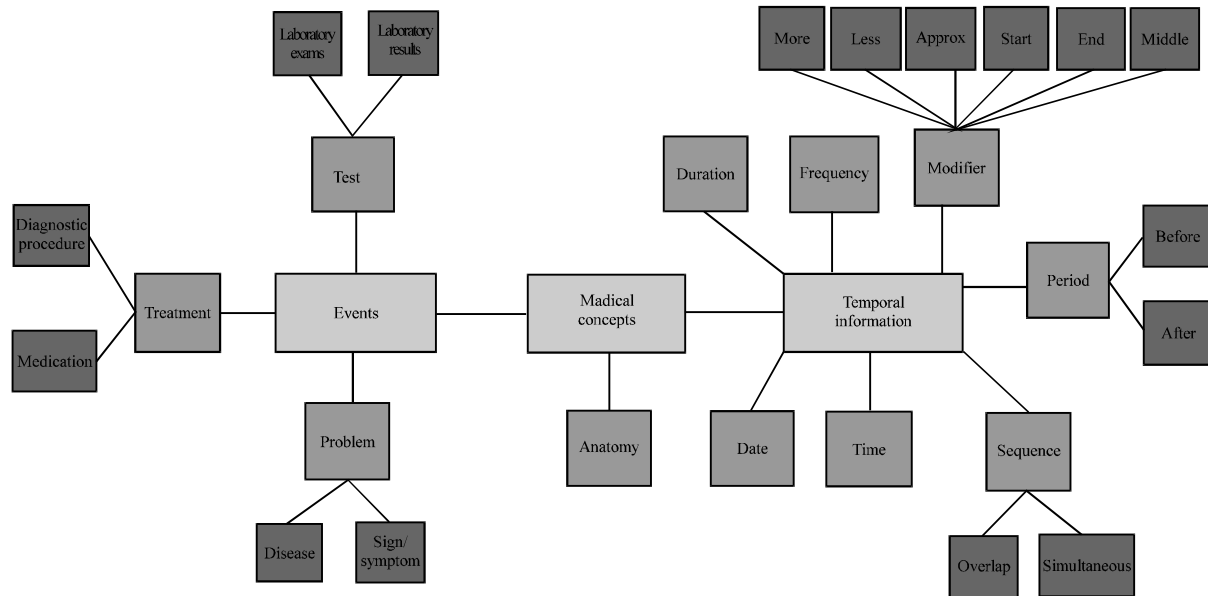 Laboratory
exams
Laboratory
results
More
Less
Approx
Start
End
Middle
Test
Duration
Frequency
Modifier
Diagnostic
procedure
Before
Treatment
Events
Madical
concepts
Temporal
information
Period
Medication
After
Problem
Anatomy
Date
Time
Sequence
Disease
Sign/
symptom
Overlap
Simultaneous